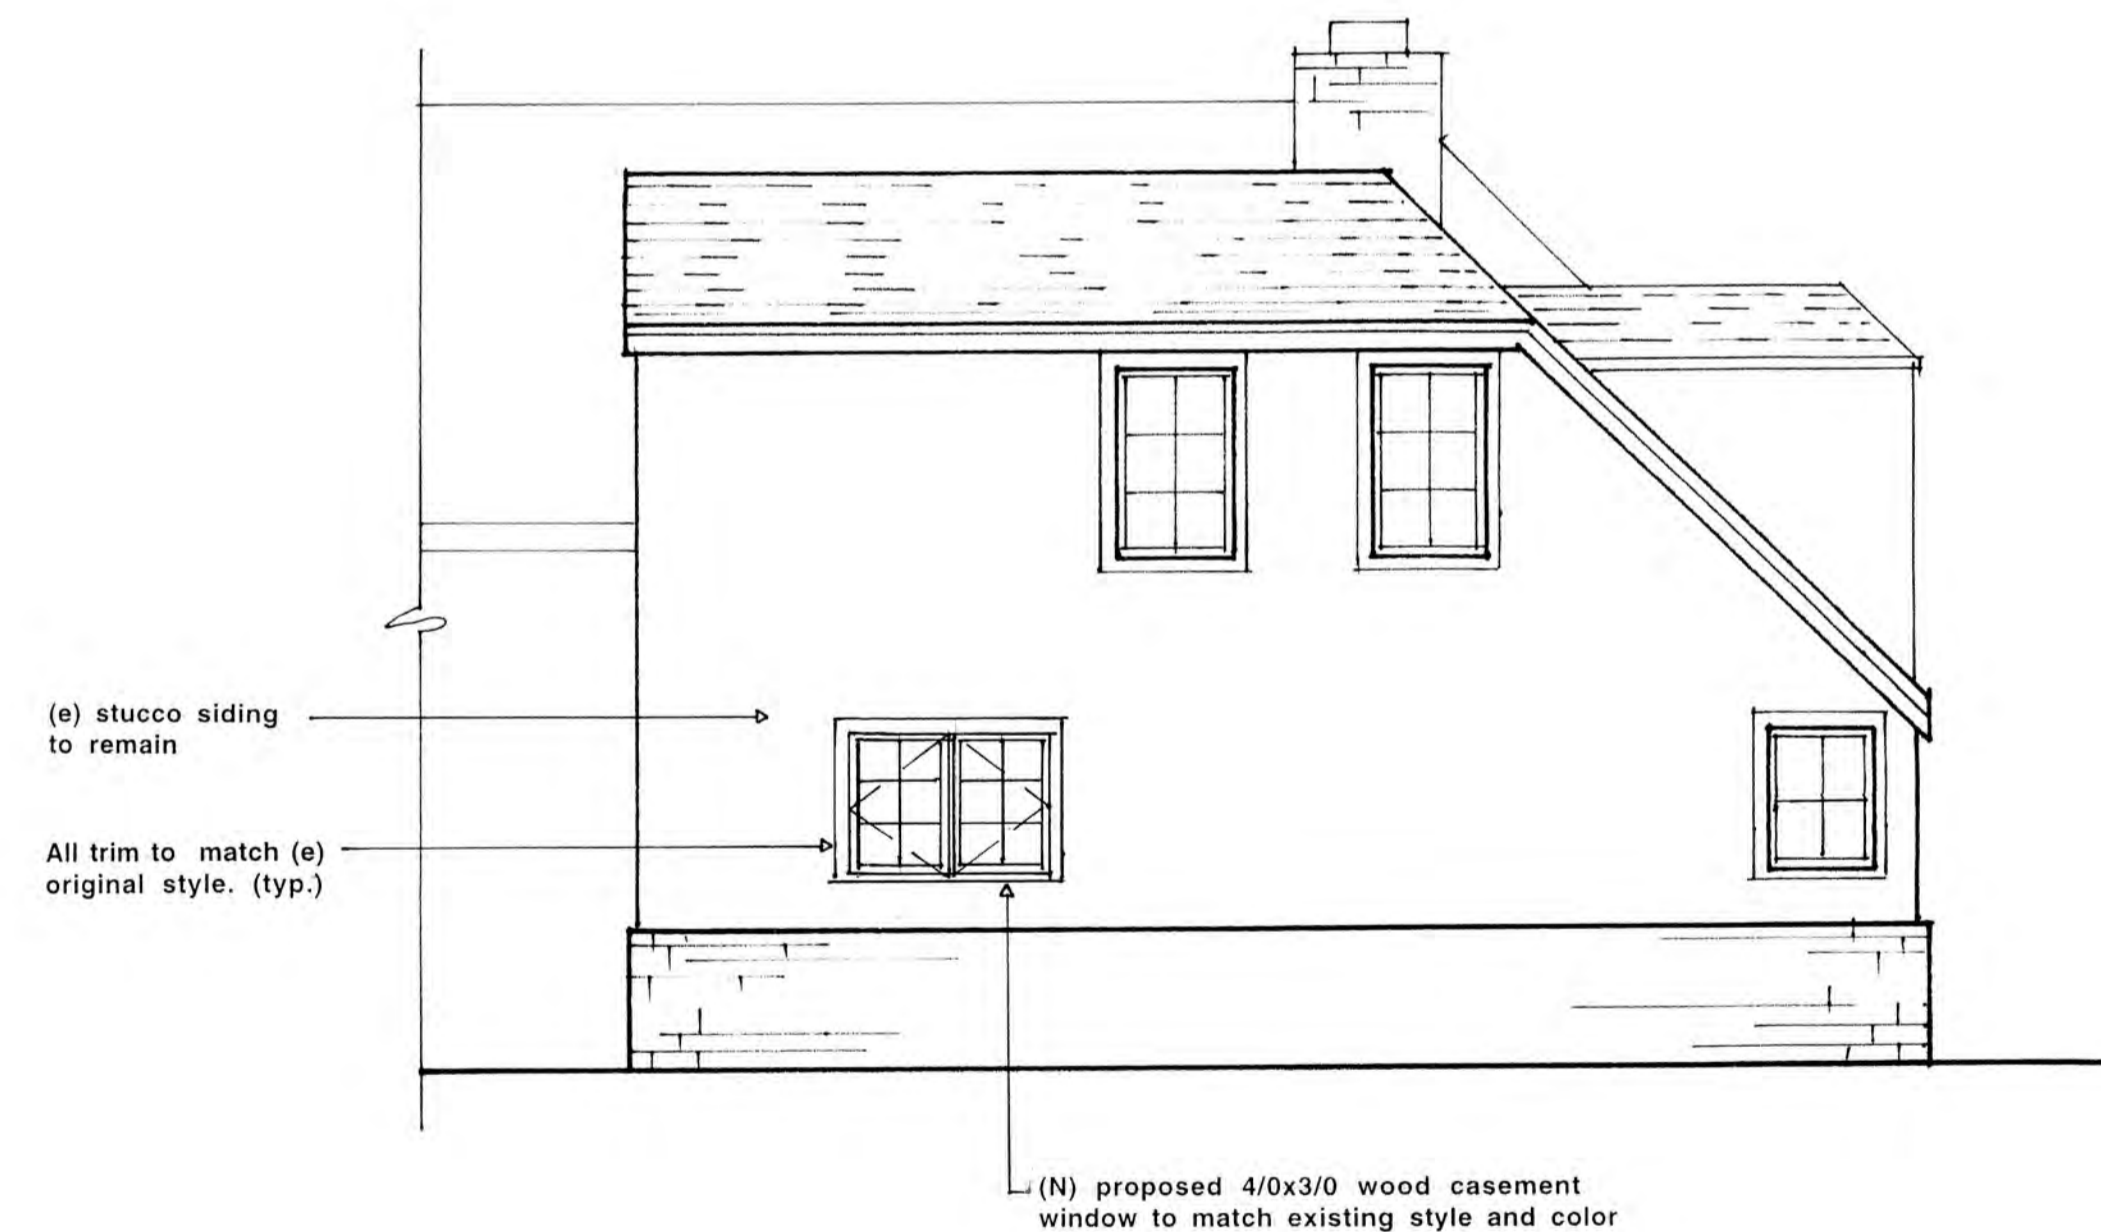 (e) stucco siding
to remain
All trim to match (e)
original style. (typ.)
(N) proposed 4/0x3/0 wood casement
window to match existing style and color